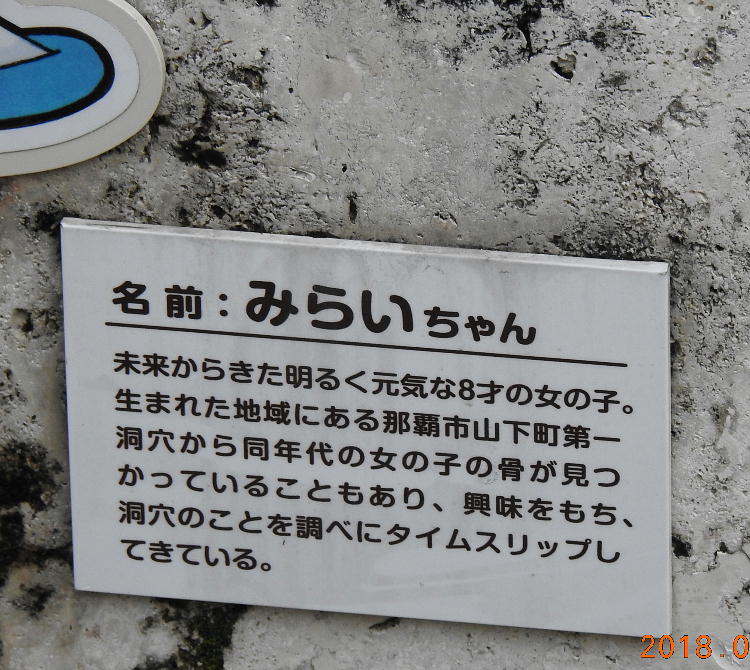 名前：みらいちゃん
未来からきた明るく元気な8才の女の子。
生まれた地域にある那覇市山下町第一
洞穴から同年代の女の子の骨が見つ
かっていることもあり、興味をもち、
洞穴のことを調べにタイムスリップし
てきている。
2018.0